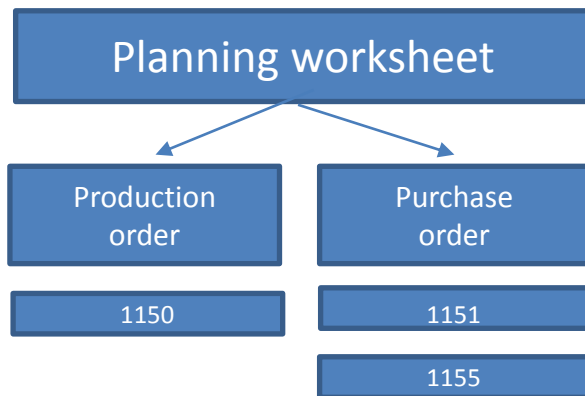 Planning worksheet
Production
order
Purchase
order
1150
1151
1155